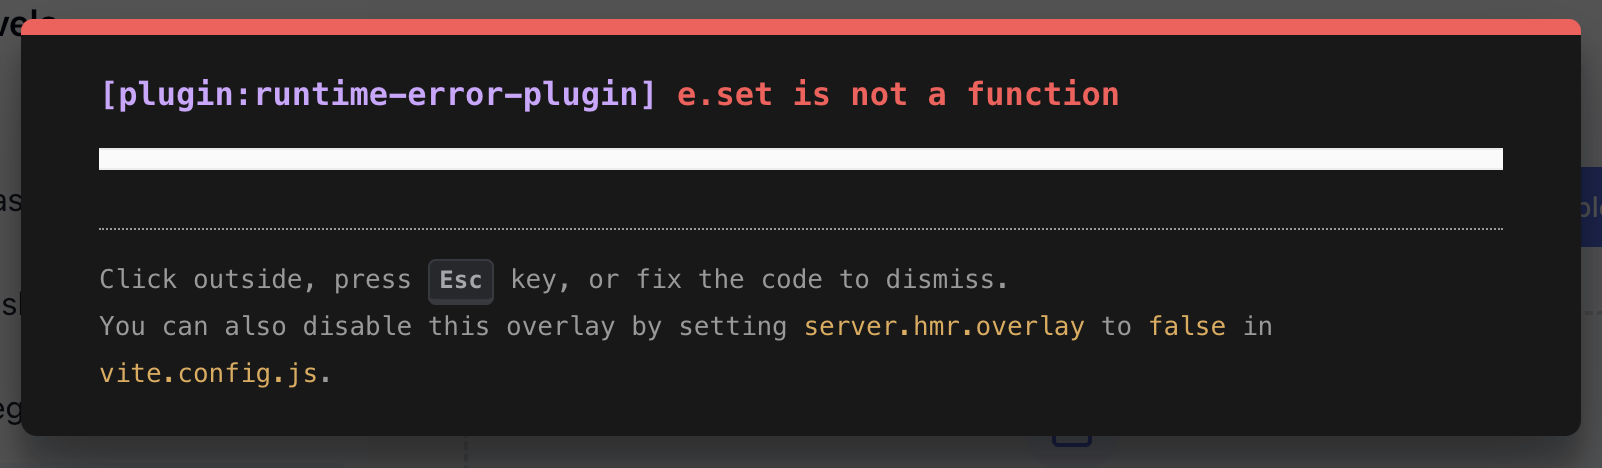 [plugin:runtime-error-plugin] e.set is not a function
Click outside, press Esc key, or fix the code to dismiss.
You can also disable this overlay by setting server.hmr.overlay to false in
vite.config.js.